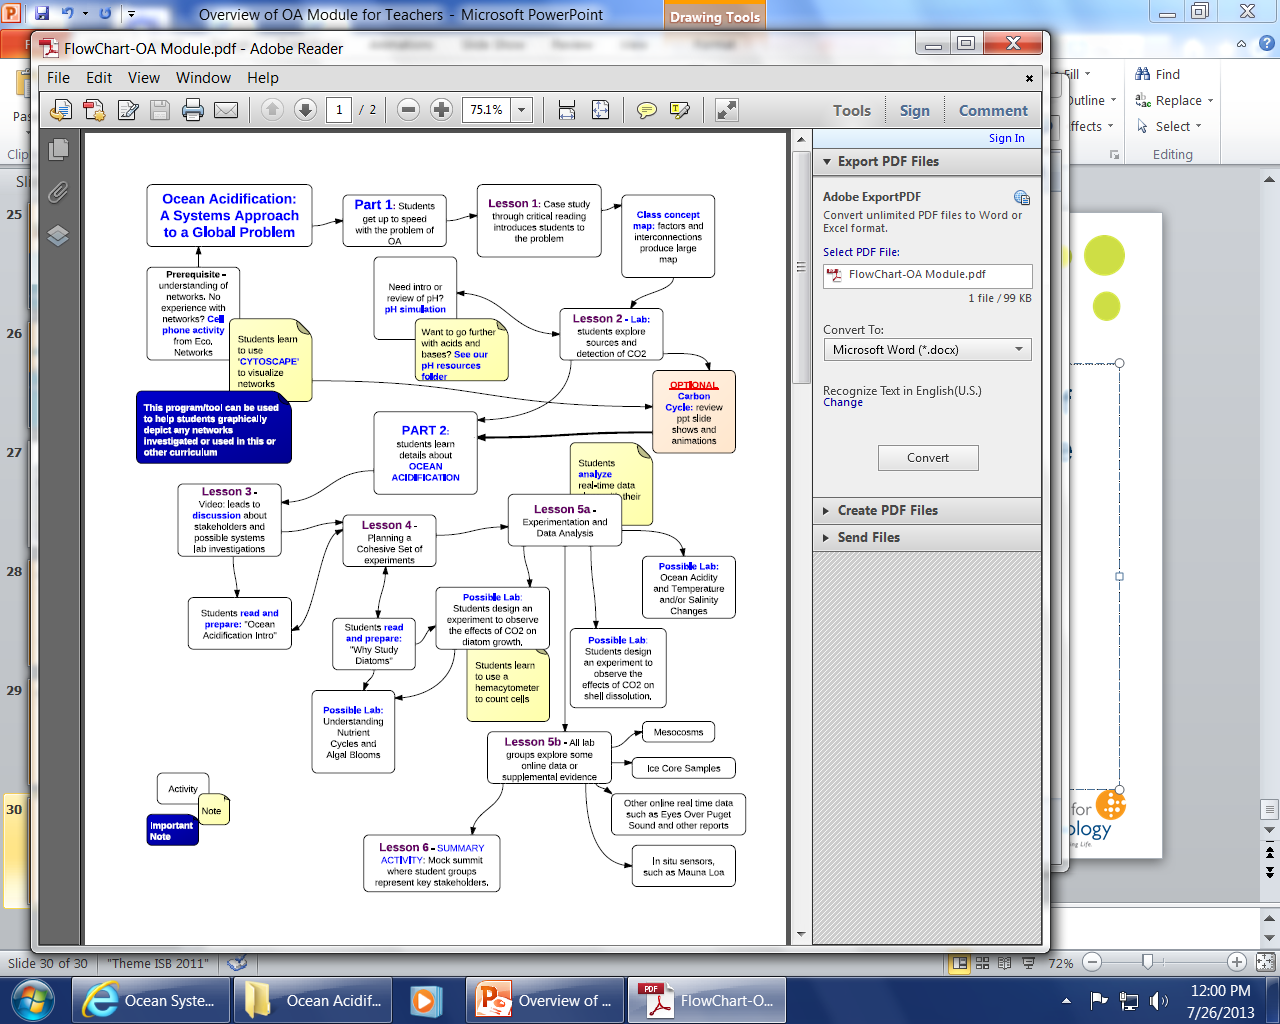 Overview of OA Module for Teachers - Microsoft PowerPoint
Drawing Tools
FlowChart-OA Module.pdf - Adobe Reader
File Edit View Window Help
1 / 2
75.1%
Tools
Sign
Comment
Sign In
Export PDF Files
Adobe ExportPDF
Convert unlimited PDF files to Word or
Excel format.
Select PDF File:
FlowChart-OA Module.pdf
1 file / 99 KB
Convert To:
Microsoft Word (*.docx)
Recognize Text in English(U.S.)
Change
Convert
Create PDF Files
Send Files
Find
Replace
Select
Editing
25
26
27
28
29
30
Ocean Acidification:
A Systems Approach
to a Global Problem
Part 1: Students
get up to speed
with the problem of
OA
Lesson 1: Case study
through critical reading
introduces students to
the problem
Class concept
map: factors and
interconnections
produce large
map
Prerequisite -
understanding of
networks. No
experience with
networks? Cell
phone activity
from Eco.
Networks
Students learn
to use
'CYTOSCAPE'
to visualize
networks
This program/tool can be used
to help students graphically
depict any networks
investigated or used in this or
other curriculum
Need intro or
review of pH?
pH simulation
Want to go further
with acids and
bases? See our
pH resources
folder
Lesson 2 - Lab:
students explore
sources and
detection of CO2
OPTIONAL
Carbon
Cycle: review
ppt slide
shows and
animations
PART 2:
students learn
details about
OCEAN
ACIDIFICATION
Students
analyze
real-time data
Lesson 3 -
Video: leads to
discussion about
stakeholders and
possible systems
lab investigations
Lesson 4 -
Planning a
Cohesive Set of
experiments
Lesson 5a -
Experimentation and
Data Analysis
Possible Lab:
Ocean Acidity
and Temperature
and/or Salinity
Changes
Students read and
prepare: "Ocean
Acidification Intro"
Students read
and prepare:
"Why Study
Diatoms"
Possible Lab:
Students design an
experiment to observe
the effects of CO2 on
diatom growth.
Students learn
to use a
hemacytometer
to count cells
Possible Lab:
Students design
an experiment to
observe the
effects of CO2 on
shell dissolution.
Possible Lab:
Understanding
Nutrient
Cycles and
Algal Blooms
Lesson 5b - All lab
groups explore some
online data or
supplemental evidence
Mesocosms
Ice Core Samples
Other online real time data
such as Eyes Over Puget
Sound and other reports
In situ sensors,
such as Mauna Loa
Lesson 6 - SUMMARY
ACTIVITY: Mock summit
where student groups
represent key stakeholders.
Activity
Note
Important
Note
for
Slide 30 of 30
"Theme ISB 2011"
72%
Ocean Syste...
Ocean Acidif...
Overview of ...
FlowChart-O...
12:00 PM
7/26/2013